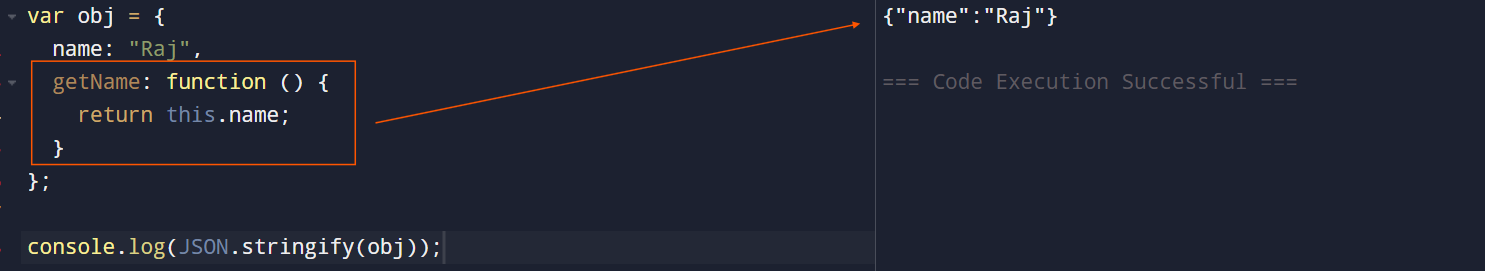 var obj = {
name: "Raj",
getName: function () {
return this.name;
}
};
console.log(JSON.stringify(obj));
{"name":"Raj"}
=== Code Execution Successful ===